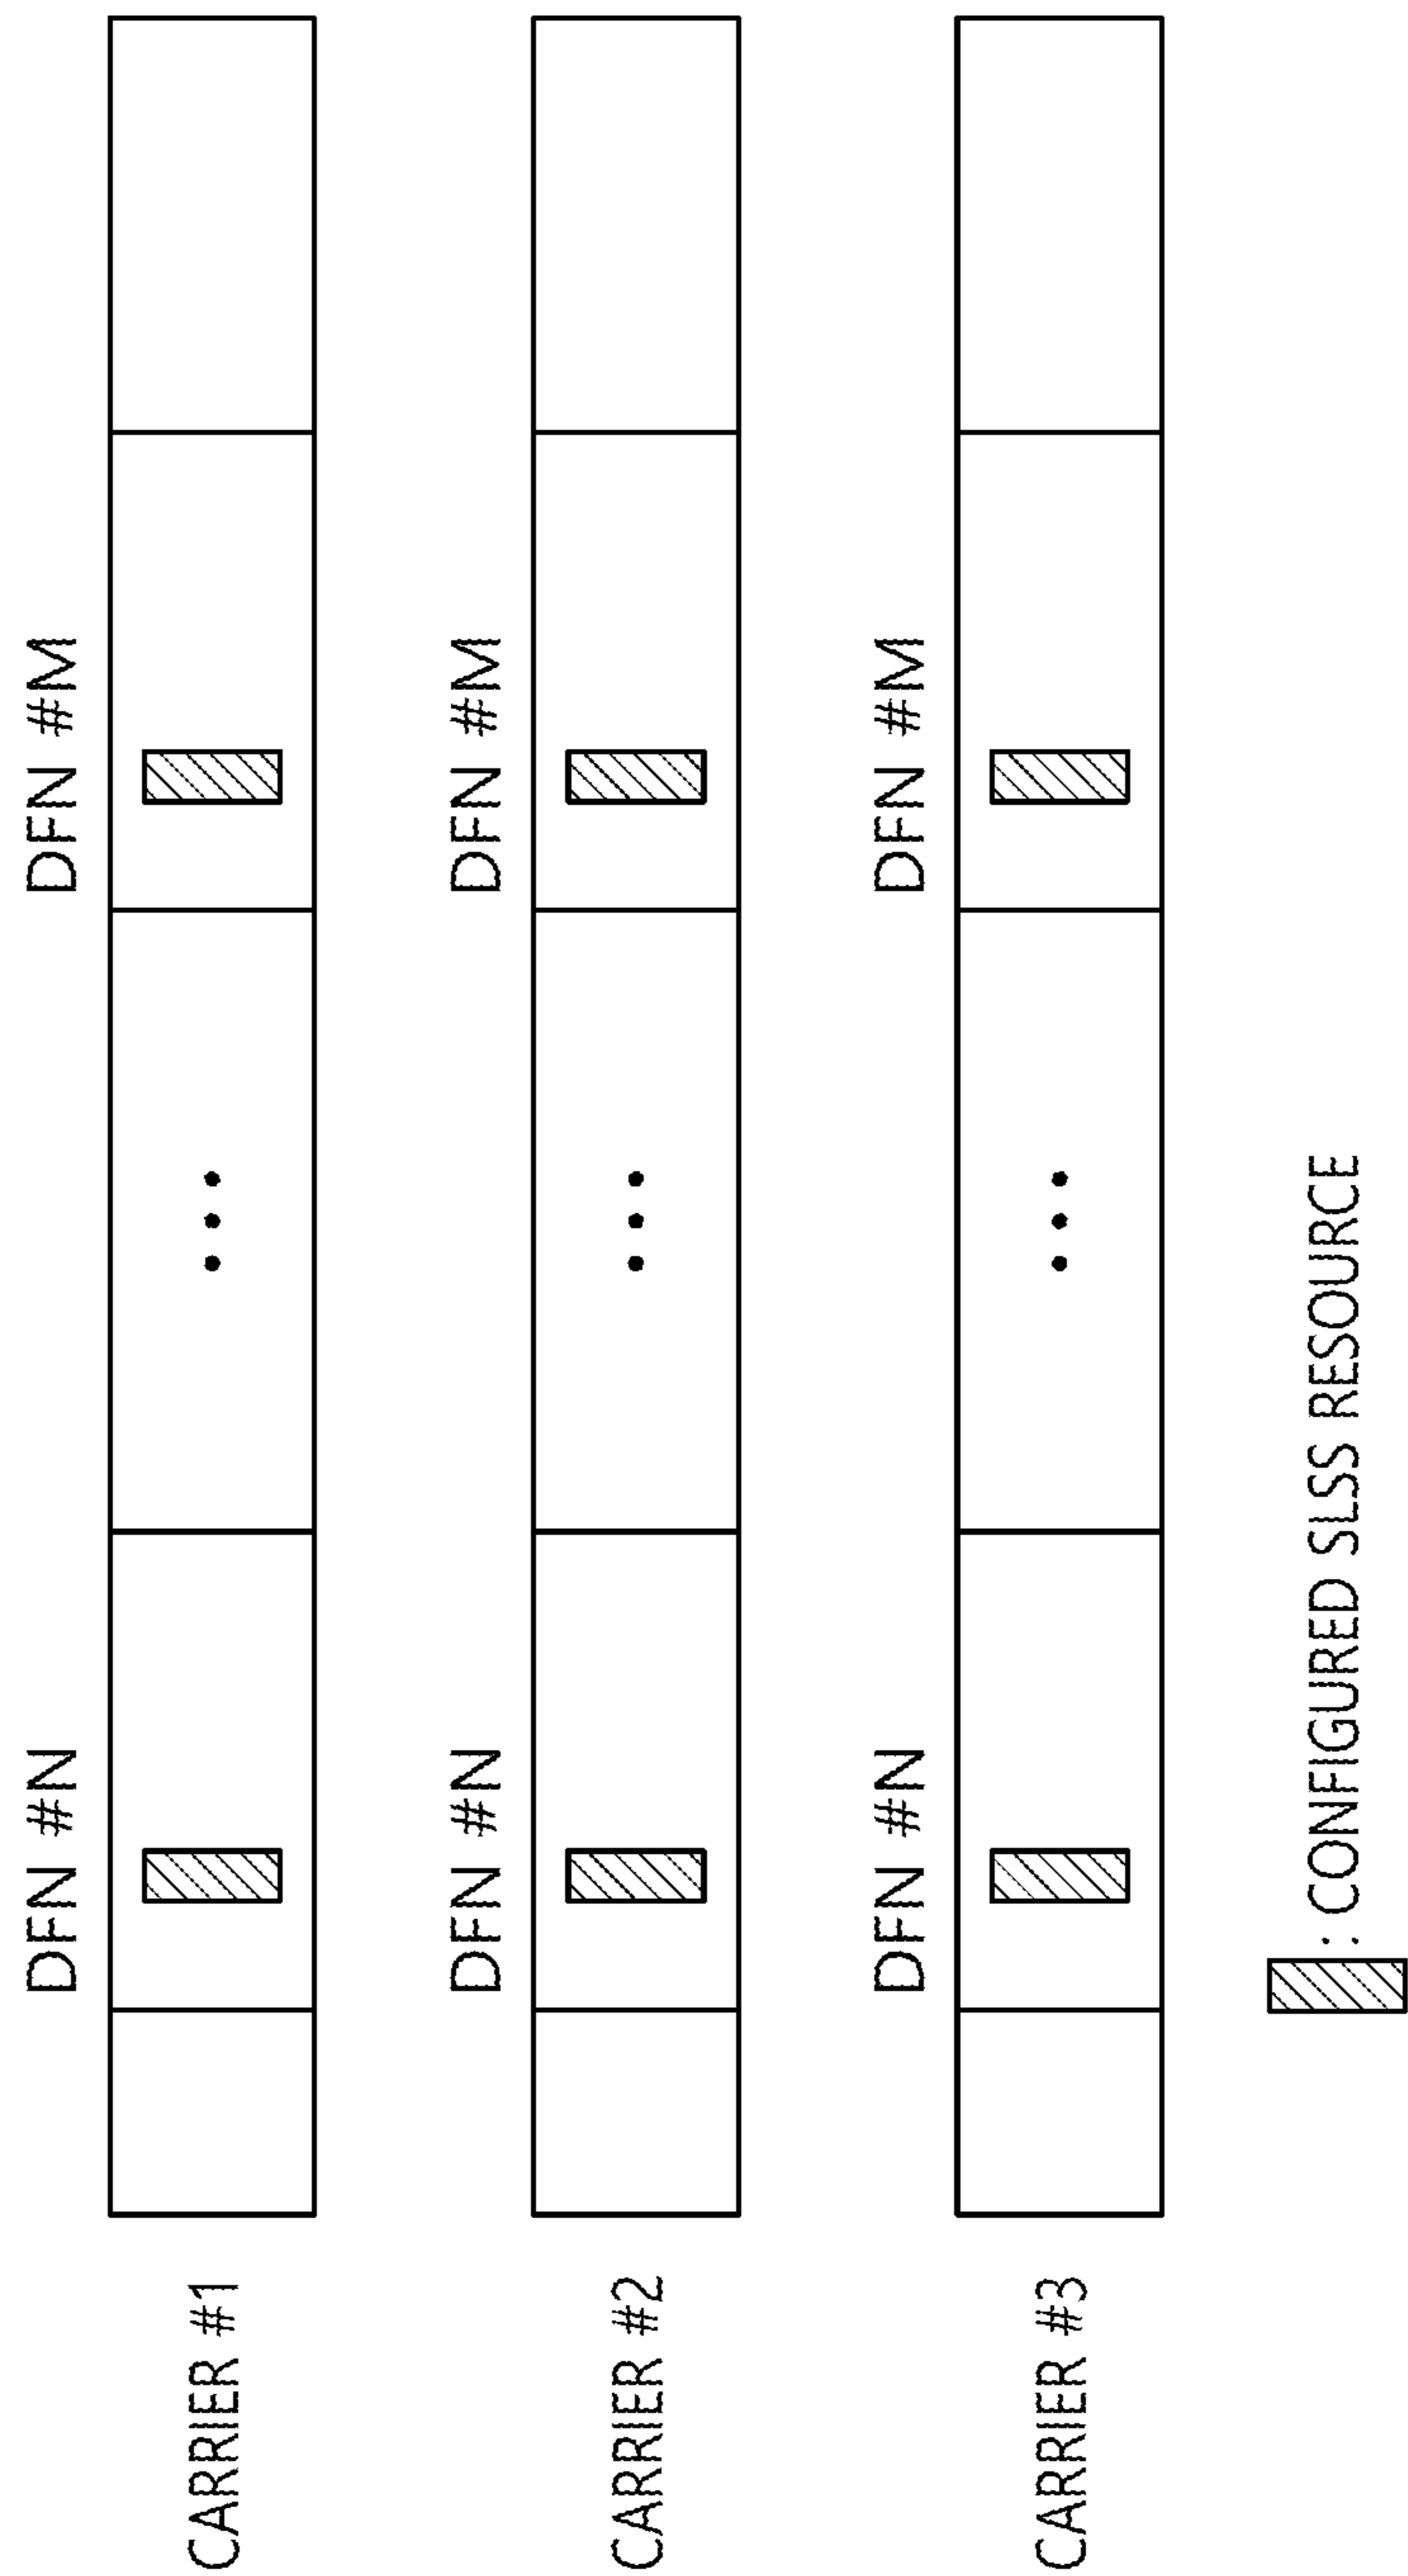 DFN #N DFN #M
CARRIER #1
DFN #N DFN #M
CARRIER #2
DFN #N DFN #M
CARRIER #3
: CONFIGURED SLSS RESOURCE